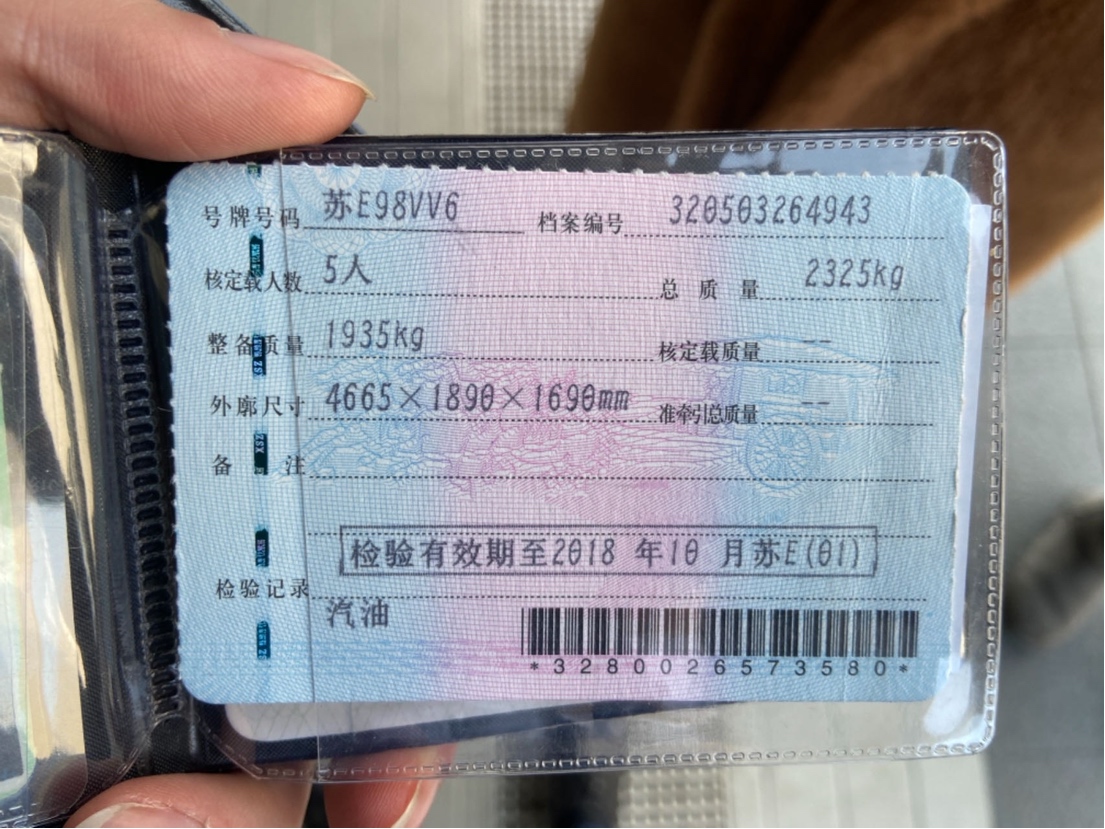 号牌号码 苏E98VV6 档案编号 320503264943
核定载人数 5人 总质量 2325kg
整备质量 1935kg 核定载质量 --
外廓尺寸 4665×1890×1690mm 准牵引总质量 --
备注
检验有效期至2018 年10 月苏E(01)
检验记录
汽油
*3280026573580*